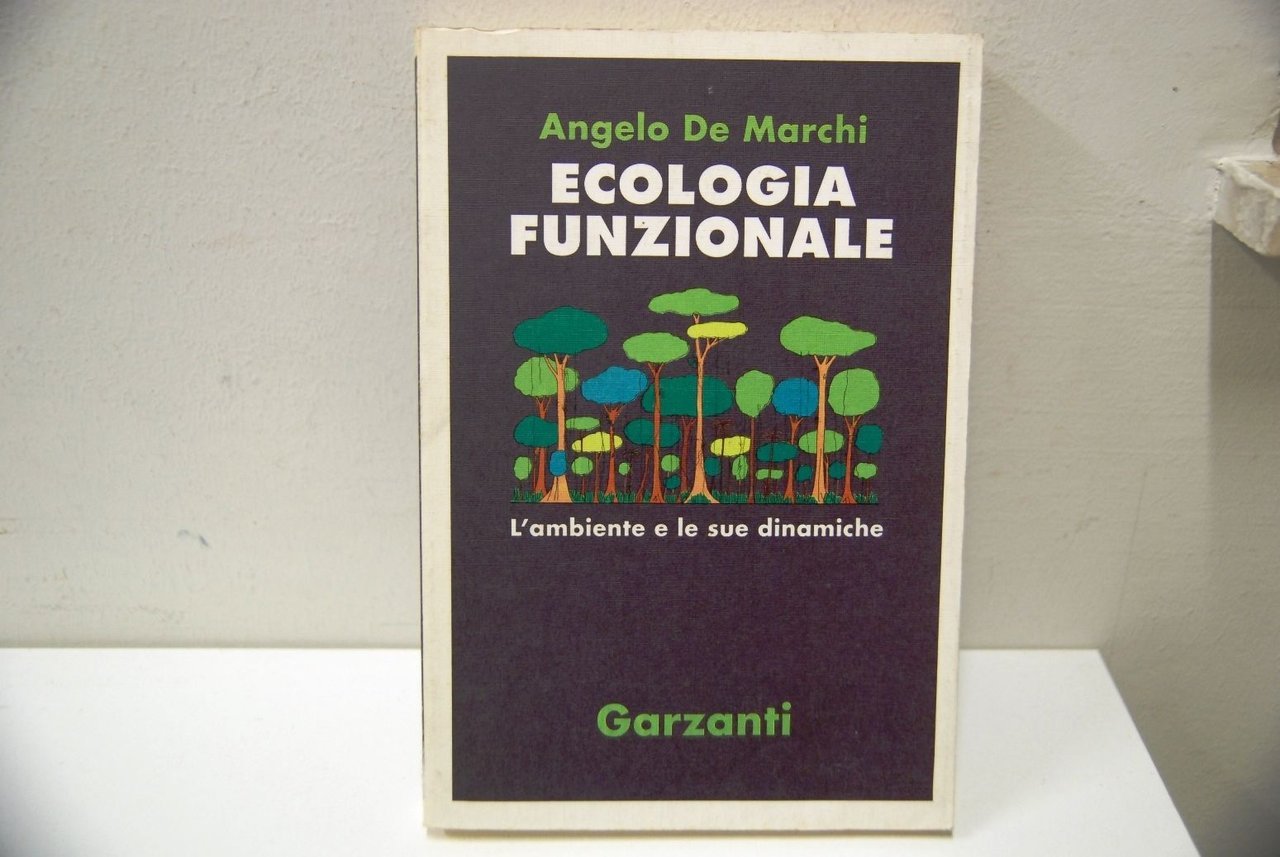 Angelo De Marchi
ECOLOGIA
FUNZIONALE
L'ambiente e le sue dinamiche
Garzanti